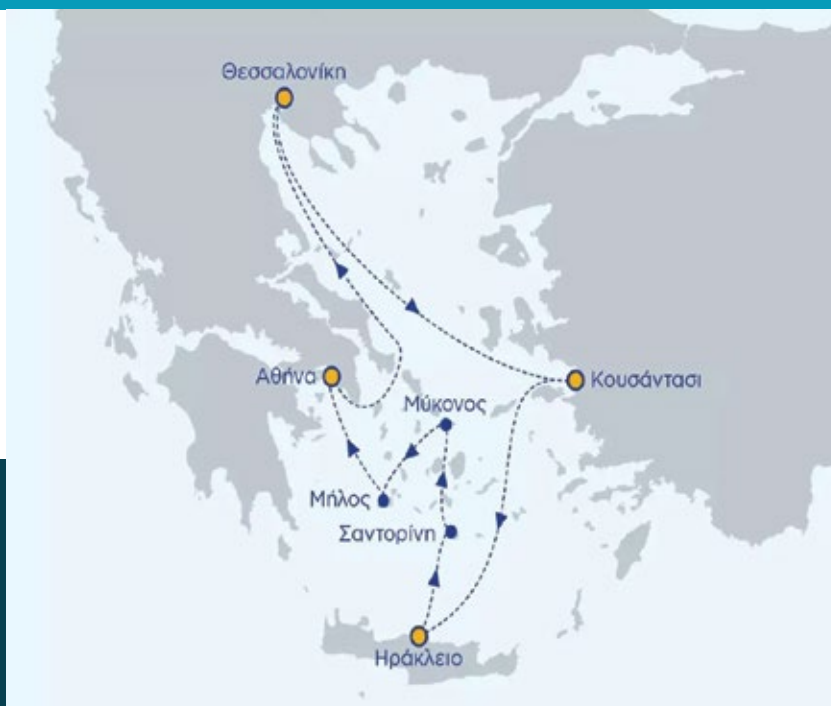 Θεσσαλονίκη
Αθήνα
Κουσάντασι
Μύκονος
Μήλος
Σαντορίνη
Ηράκλειο